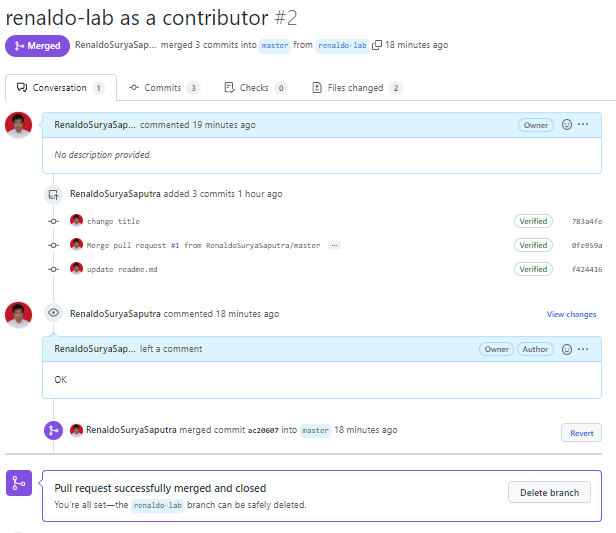 renaldo-lab as a contributor #2
Merged RenaldoSuryaSap... merged 3 commits into master from renaldo-lab 18 minutes ago
Conversation 1 Commits 3 Checks 0 Files changed 2
RenaldoSuryaSap... commented 19 minutes ago Owner ...
No description provided.
RenaldoSuryaSaputra added 3 commits 1 hour ago
change title Verified 783a4fe
Merge pull request #1 from RenaldoSuryaSaputra/master ... Verified 0fe959a
update readme.md Verified f424416
RenaldoSuryaSaputra commented 18 minutes ago View changes
RenaldoSuryaSap... left a comment Owner Author ...
OK
RenaldoSuryaSaputra merged commit ac20607 into master 18 minutes ago Revert
Pull request successfully merged and closed
You're all set—the renaldo-lab branch can be safely deleted.
Delete branch